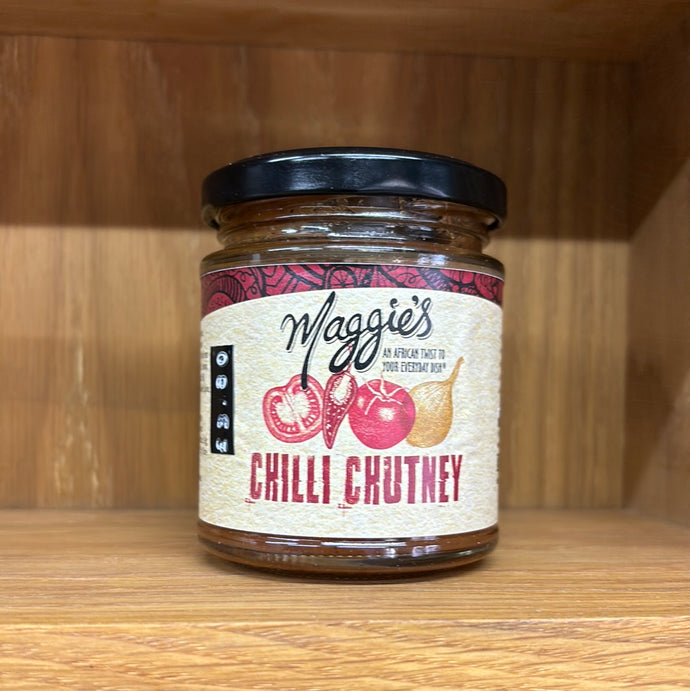 Maggie's
AN AFRICAN TWIST TO
YOUR EVERYDAY DISH®
CHILLI CHUTNEY